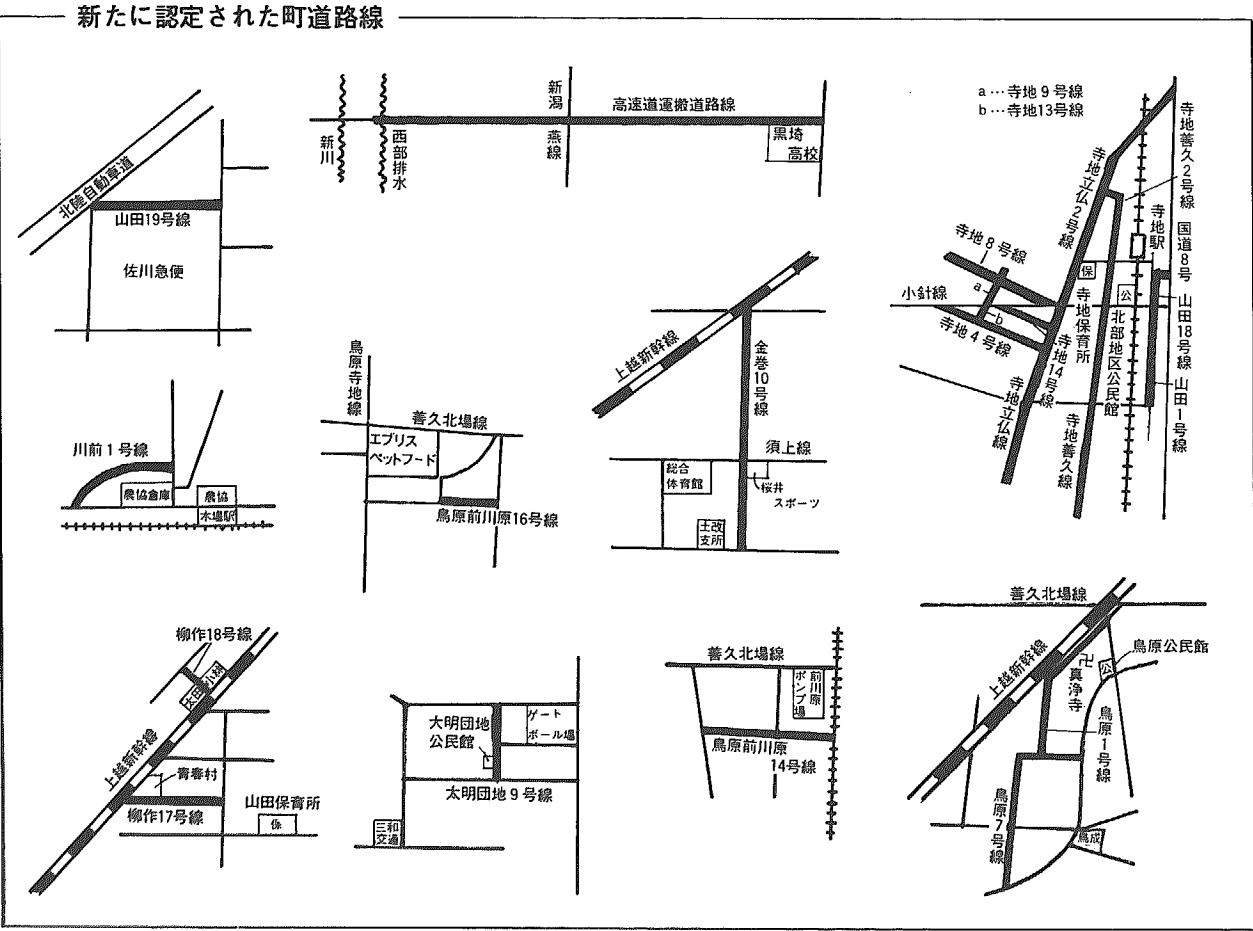 新たに認定された町道路線
北陸自動車道
山田19号線
佐川急便
新川
西部排水
新潟
燕線
高速道運搬道路線
黒埼
高校
a…寺地9号線
b…寺地13号線
寺地善久2号線
寺地立仏2号線
寺地駅
国道8号
寺地8号線
a
小針線
b
寺地4号線
保
寺地保育所
公
北部地区公民館
山田18号線
寺地14号線
山田1号線
寺地立仏線
寺地善久線
川前1号線
農協倉庫
農協
木場駅
鳥原寺地線
善久北場線
エブリス
ペットフード
鳥原前川原16号線
上越新幹線
金巻10号線
須上線
総合
体育館
桜井
スポーツ
土改
支所
柳作18号線
太田
小林
上越新幹線
青春村
柳作17号線
山田保育所
保
大明団地
公民館
ゲート
ボール場
太明団地9号線
三和
交通
善久北場線
前川原
ポンプ場
鳥原前川原
14号線
善久北場線
上越新幹線
卍
真浄寺
公
鳥原公民館
鳥原1号線
鳥原7号線
鳥成